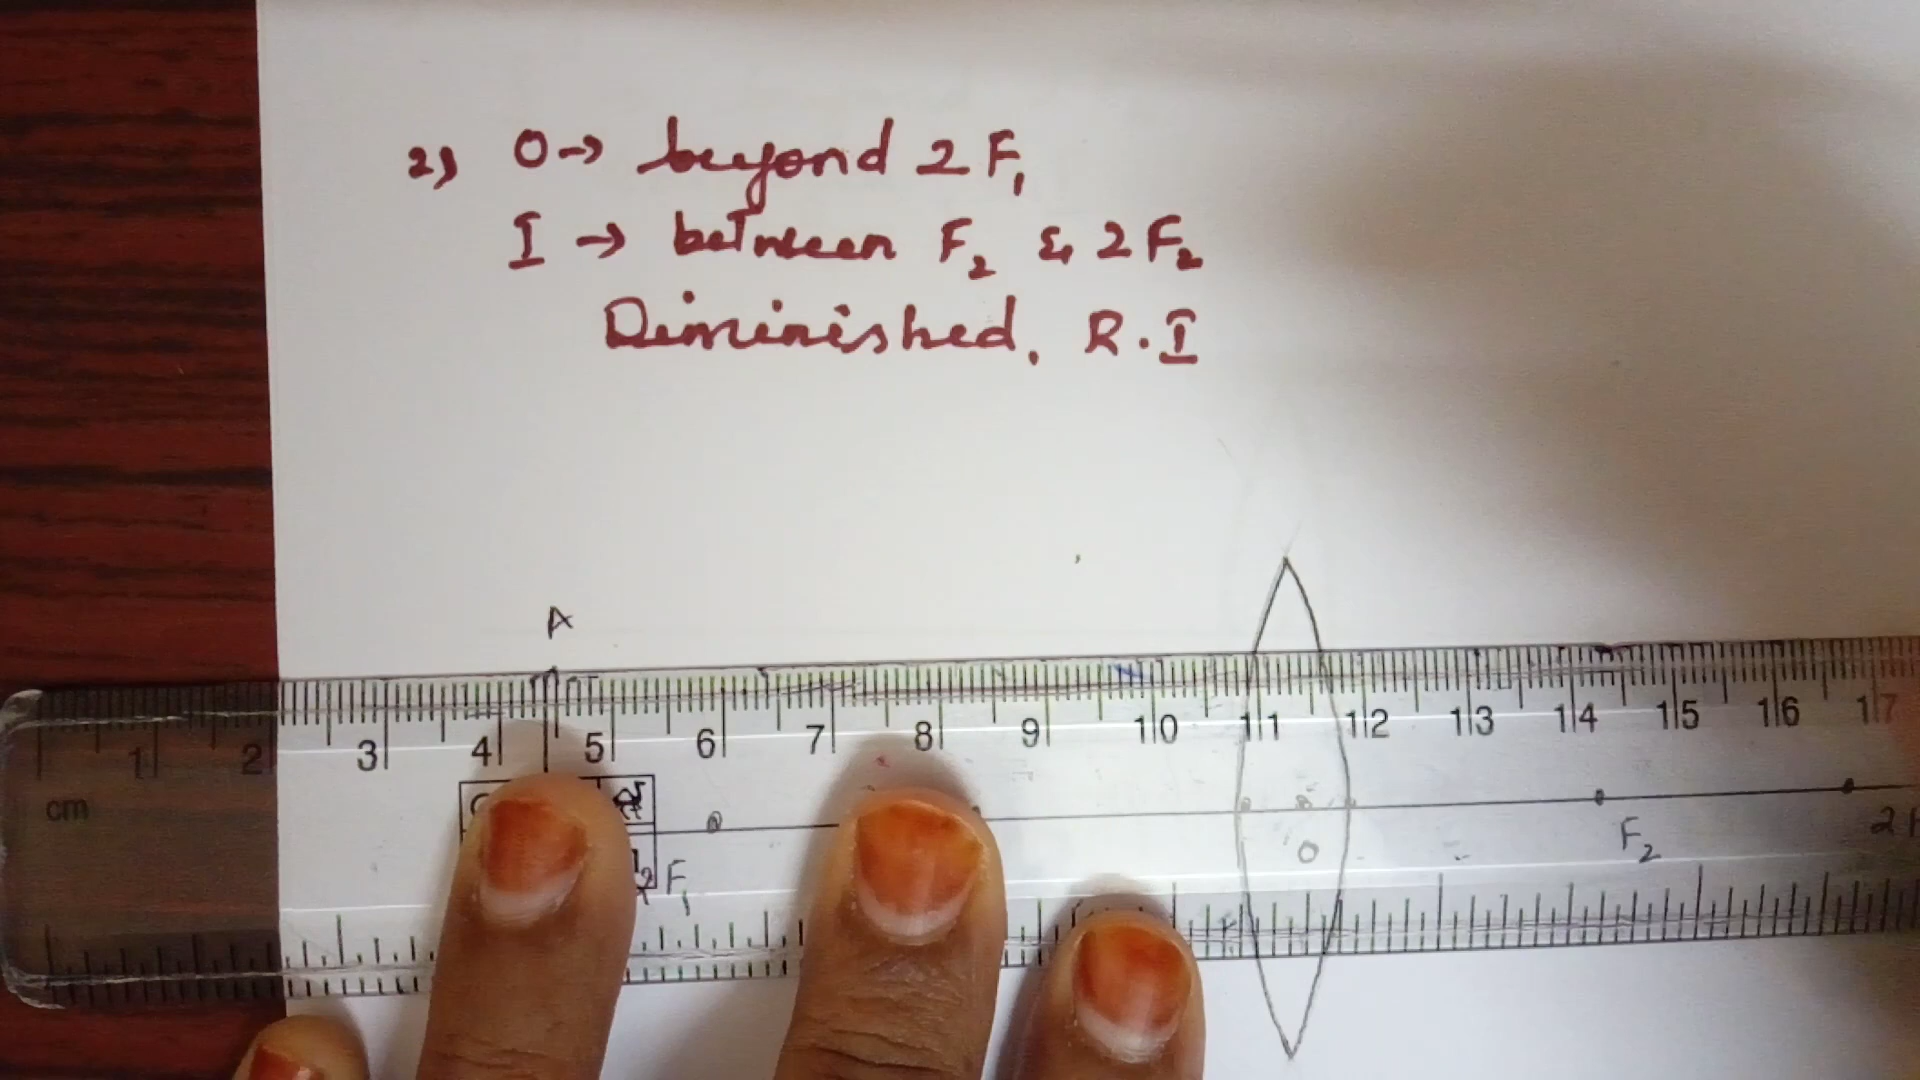 2) O→ beyond 2F₁
I → between F₂ & 2F₂
Diminished, R.I
A
3 4 5 6 7 8 9 10 11 12 13 14 15 16 17
1 2
cm
F₁
O
F₂
2F